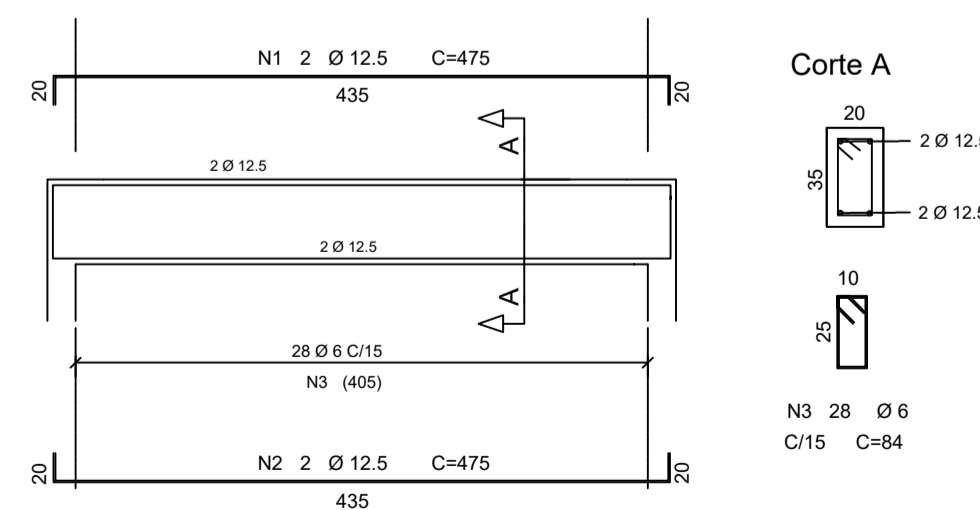 N1 2 Ø 12.5 C=475
20
435
20
2 Ø 12.5
A
2 Ø 12.5
A
28 Ø 6 C/15
N3 (405)
N2 2 Ø 12.5 C=475
20
435
20
Corte A
20
2 Ø 12.5
35
2 Ø 12.5
10
25
N3 28 Ø 6
C/15 C=84